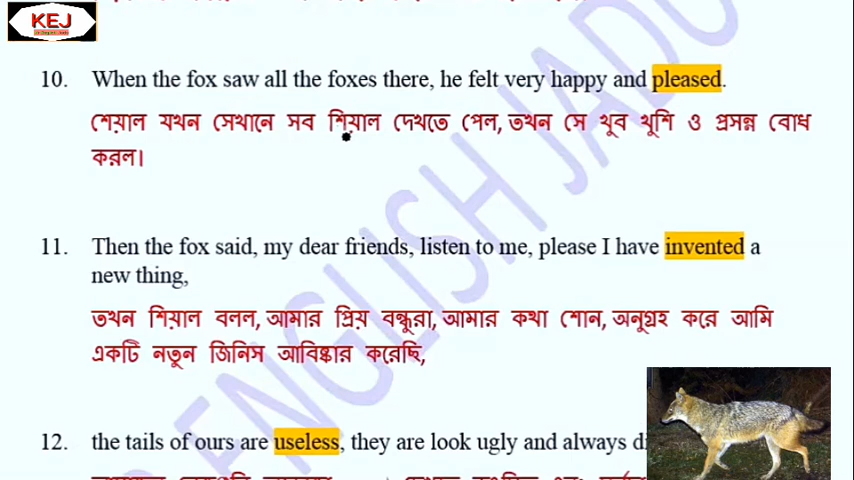 KEJ
10. When the fox saw all the foxes there, he felt very happy and pleased.
শেয়াল যখন সেখানে সব শিয়াল দেখতে পেল, তখন সে খুব খুশি ও প্রসন্ন বোধ
করল।
11. Then the fox said, my dear friends, listen to me, please I have invented a
new thing,
তখন শিয়াল বলল, আমার প্রিয় বন্ধুরা, আমার কথা শোন, অনুগ্রহ করে আমি
একটি নতুন জিনিস আবিষ্কার করেছি,
12. the tails of ours are useless, they are look ugly and always
ENGLISH JADU